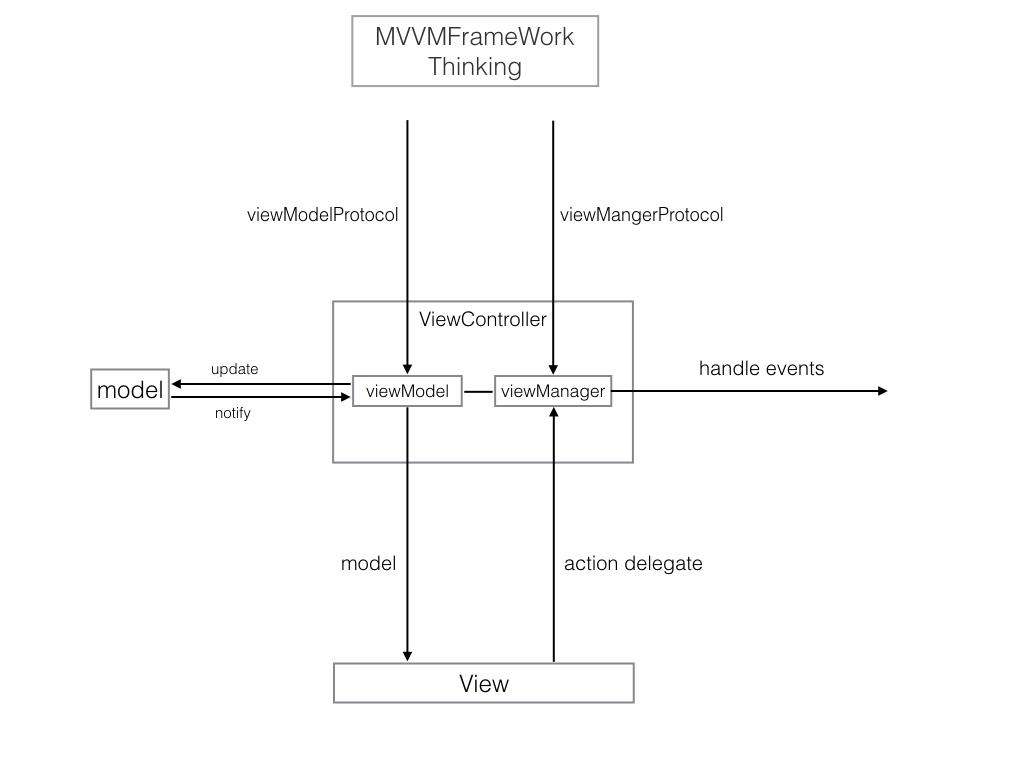 MVVMFrameWork
Thinking
viewModelProtocol
viewMangerProtocol
ViewController
update
handle events
model
viewModel
viewManager
notify
model
action delegate
View